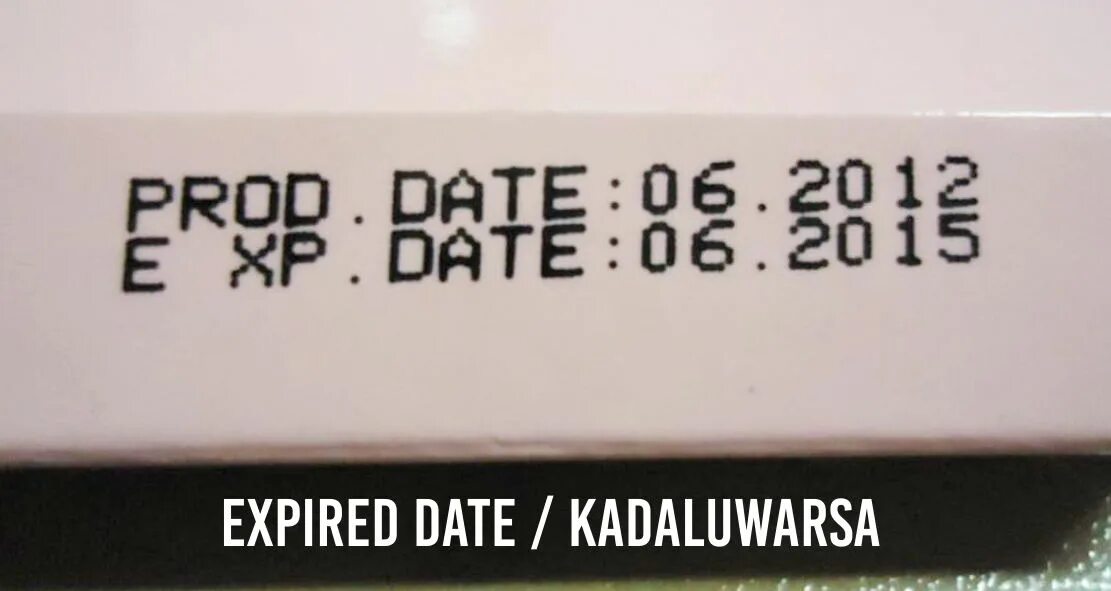 PROD.DATE:06.2012
E XP.DATE:06.2015
EXPIRED DATE / KADALUWARSA